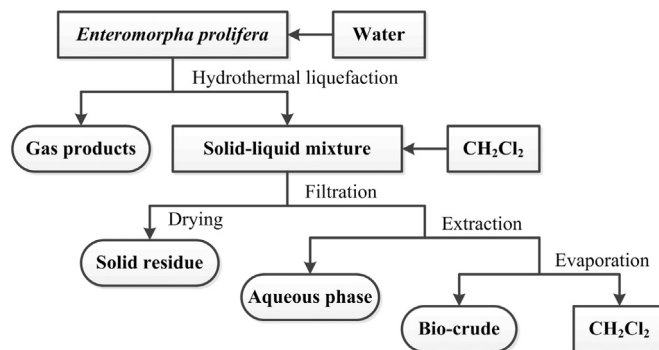 Enteromorpha prolifera
Water
Hydrothermal liquefaction
Gas products
Solid-liquid mixture
CH₂Cl₂
Filtration
Drying
Extraction
Solid residue
Evaporation
Aqueous phase
Bio-crude
CH₂Cl₂